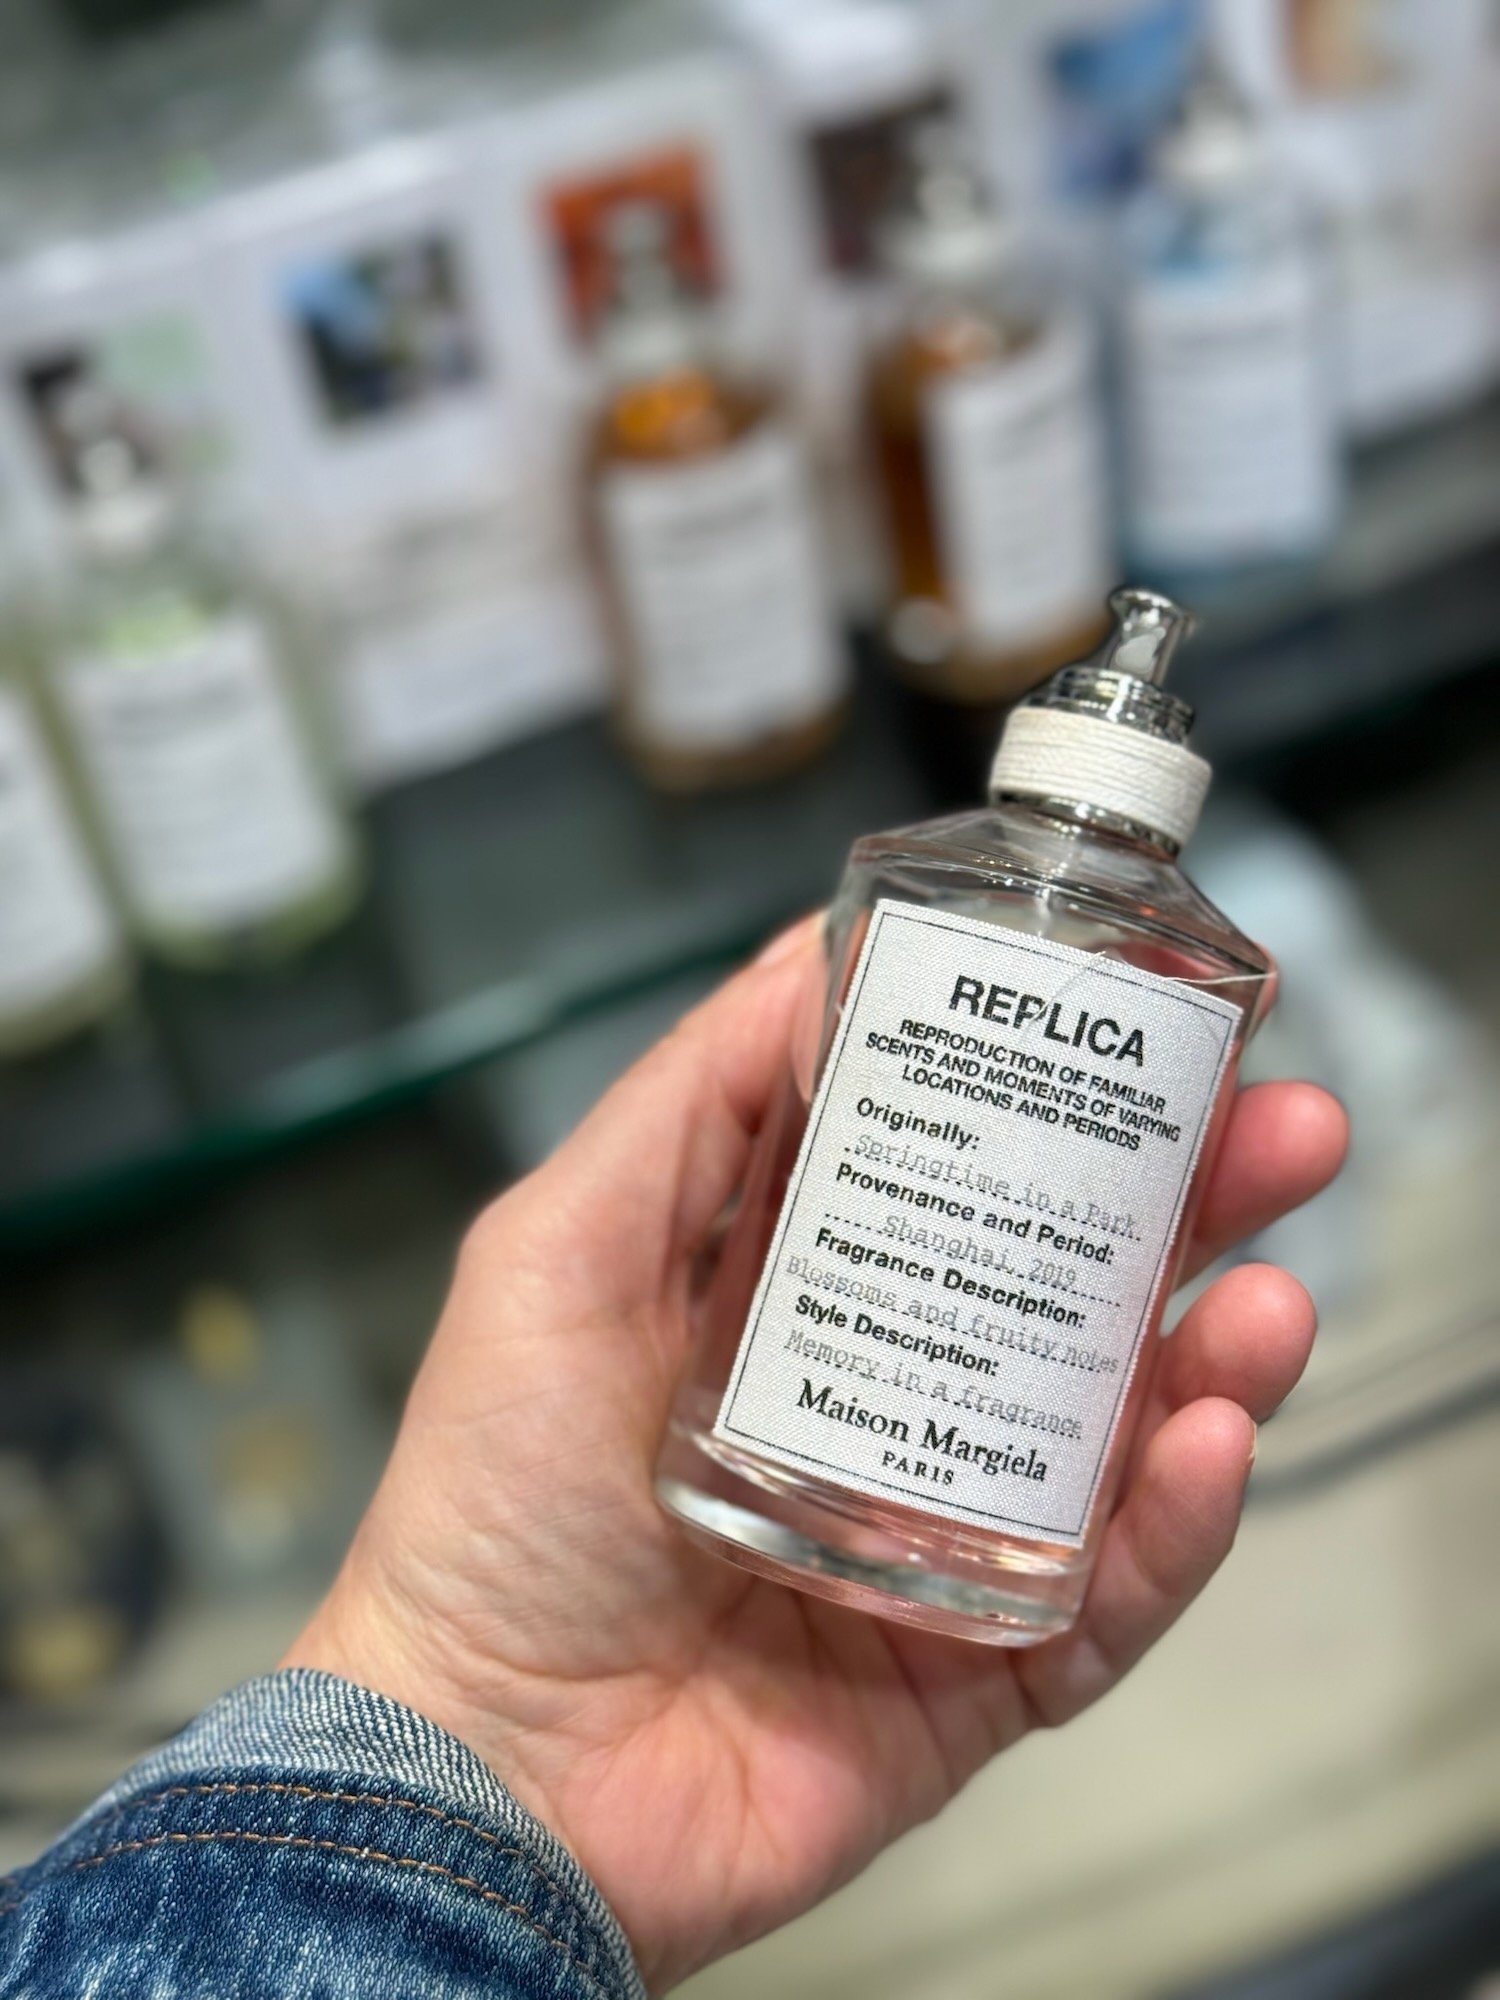 REPLICA
REPRODUCTION OF FAMILIAR
SCENTS AND MOMENTS OF VARYING
LOCATIONS AND PERIODS
Originally:
Springtime in a Park
Provenance and Period:
Shanghai, 2019
Fragrance Description:
Blossoms and fruity notes
Style Description:
Memory in a fragrance
Maison Margiela
PARIS